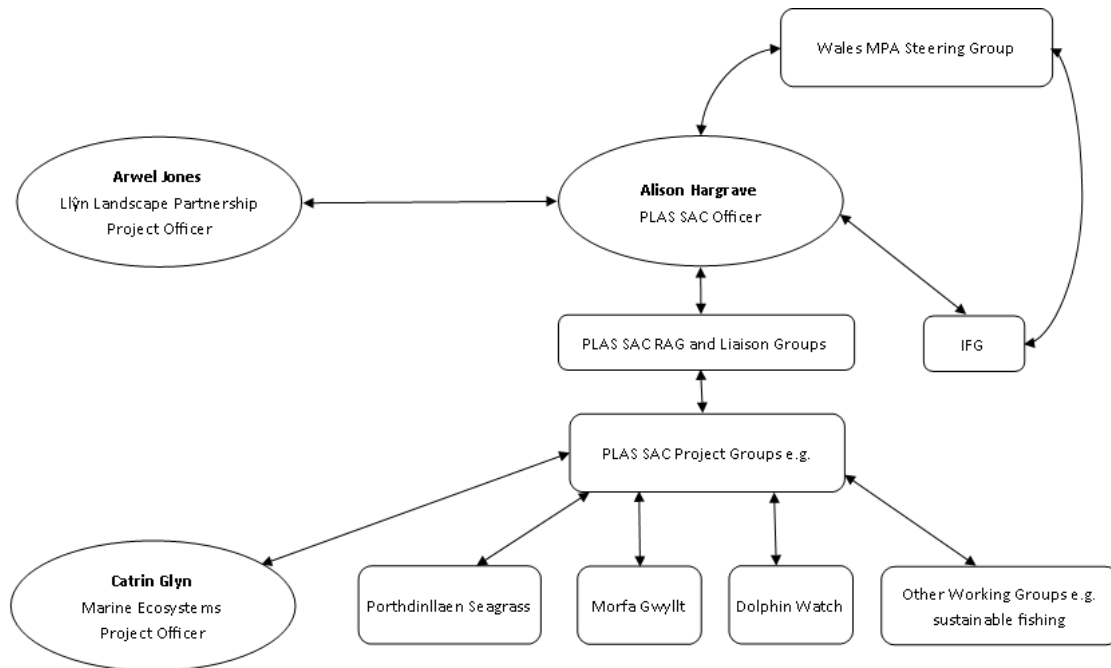 Wales MPA Steering Group
Arwel Jones
Llŷn Landscape Partnership
Project Officer
Alison Hargrave
PLAS SAC Officer
PLAS SAC RAG and Liaison Groups
IFG
PLAS SAC Project Groups e.g.
Catrin Glyn
Marine Ecosystems
Project Officer
Porthdinllaen Seagrass
Morfa Gwyllt
Dolphin Watch
Other Working Groups e.g.
sustainable fishing